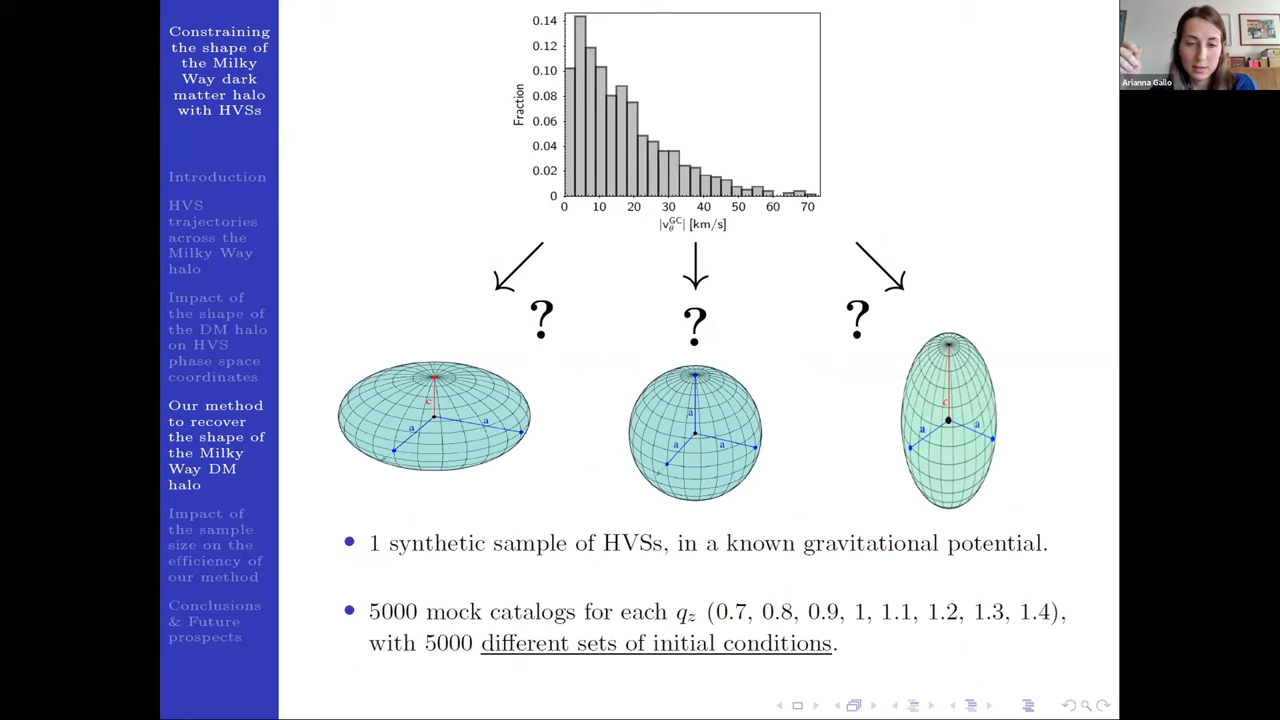 Constraining
the shape of
the Milky
Way dark
matter halo
with HVSs
Introduction
HVS
trajectories
across the
Milky Way
halo
Impact of
the shape of
the DM halo
on HVS
phase space
coordinates
Our method
to recover
the shape of
the Milky
Way DM
halo
Impact of
the sample
size on the
efficiency of
our method
Conclusions
& Future
prospects
0.14
0.12
0.10
0.08
0.06
0.04
0.02
0
Fraction
0 10 20 30 40 50 60 70
|v_θ^GC| [km/s]
? ? ?
c a a
a a a
c a a
1 synthetic sample of HVSs, in a known gravitational potential.
5000 mock catalogs for each q_z (0.7, 0.8, 0.9, 1, 1.1, 1.2, 1.3, 1.4),
with 5000 different sets of initial conditions.
Arianna Gallo